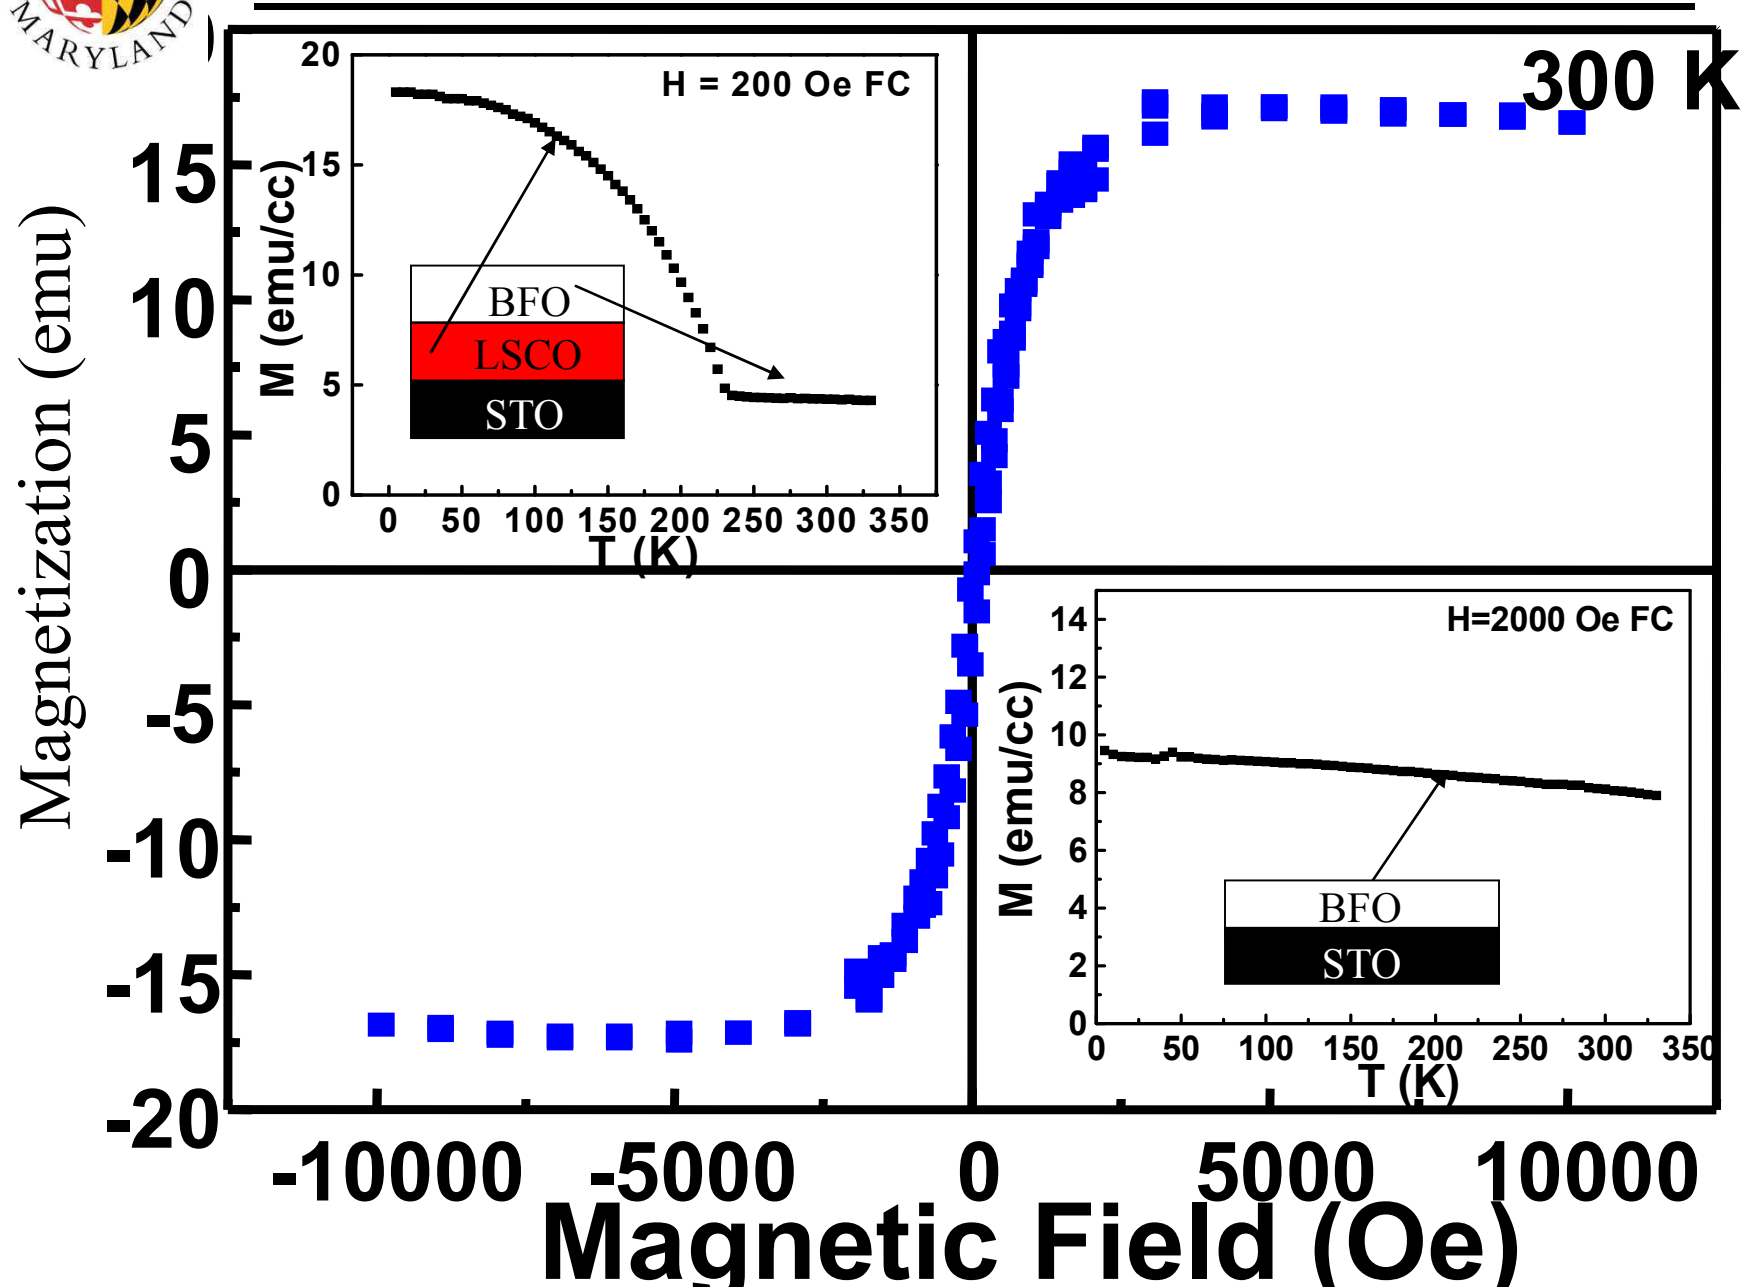 MARYLAND
300 K
Magnetization (emu)
15
10
5
0
-5
-10
-15
-20
-10000 -5000 0 5000 10000
Magnetic Field (Oe)
H = 200 Oe FC
M (emu/cc)
20
15
10
5
0
0 50 100 150 200 250 300 350
T (K)
BFO
LSCO
STO
H=2000 Oe FC
M (emu/cc)
14
12
10
8
6
4
2
0
0 50 100 150 200 250 300 350
T (K)
BFO
STO